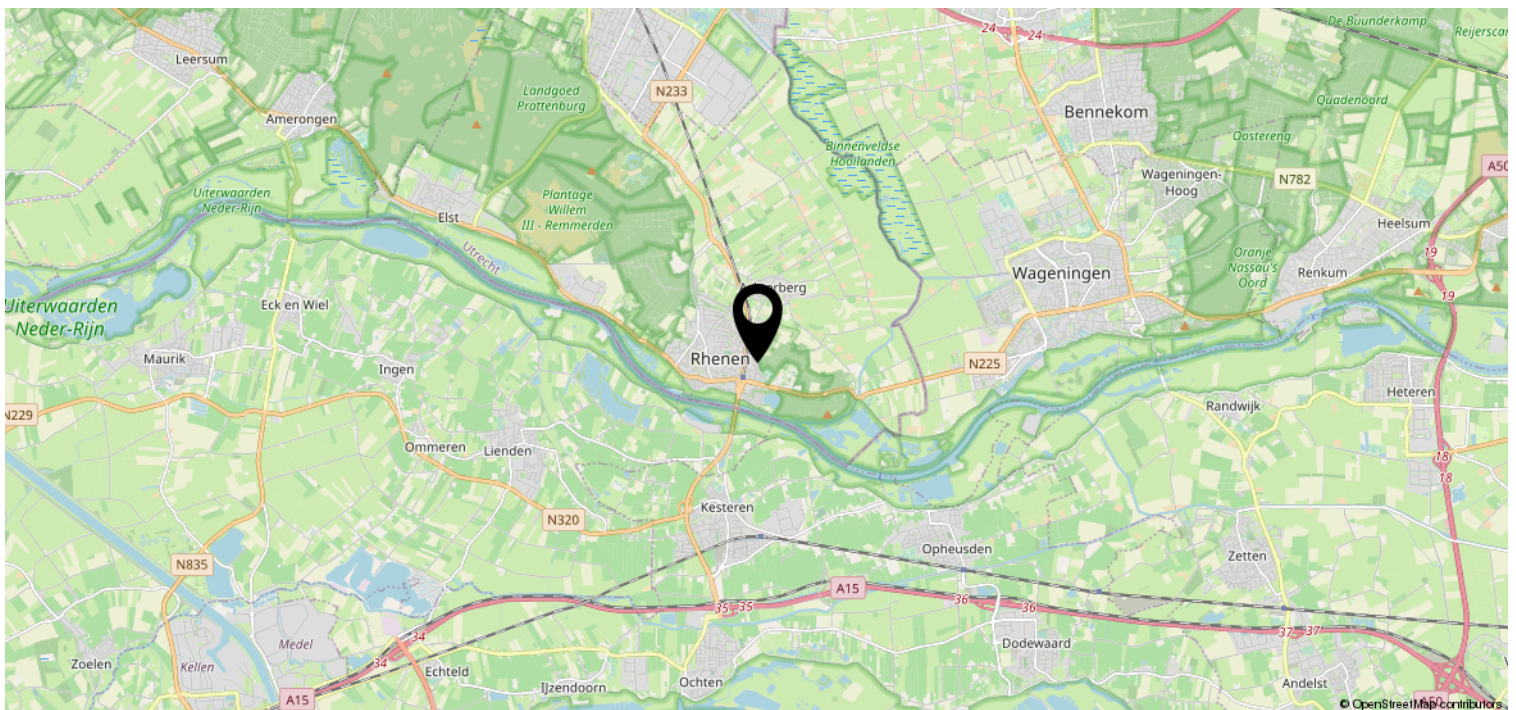 24
24
De Buunderkamp
Leersum
N233
Landgoed
Prattenburg
Bennekom
Quadenoord
Amerongen
Oostereng
Binnenveldse
Hooilanden
Wageningen-
Hoog
N782
A50
Uiterwaarden
Neder-Rijn
Plantage
Willem
III - Remmerden
Elst
Heelsum
Utrecht
19
Oranje
Nassau's
Oord
Wageningen
Renkum
19
Eck en Wiel
Uiterwaarden
Neder-Rijn
Maurik
Rhenen
Ingen
N225
Heteren
Randwijk
N229
Ommeren
Lienden
18
18
Kesteren
N320
Opheusden
Zetten
N835
A15
35 35
36
36
34
34
37 37
Medel
Dodewaard
Zoelen
Kellen
Echteld
IJzendoorn
Ochten
Andelst
A15
A50
© OpenStreetMap contributors